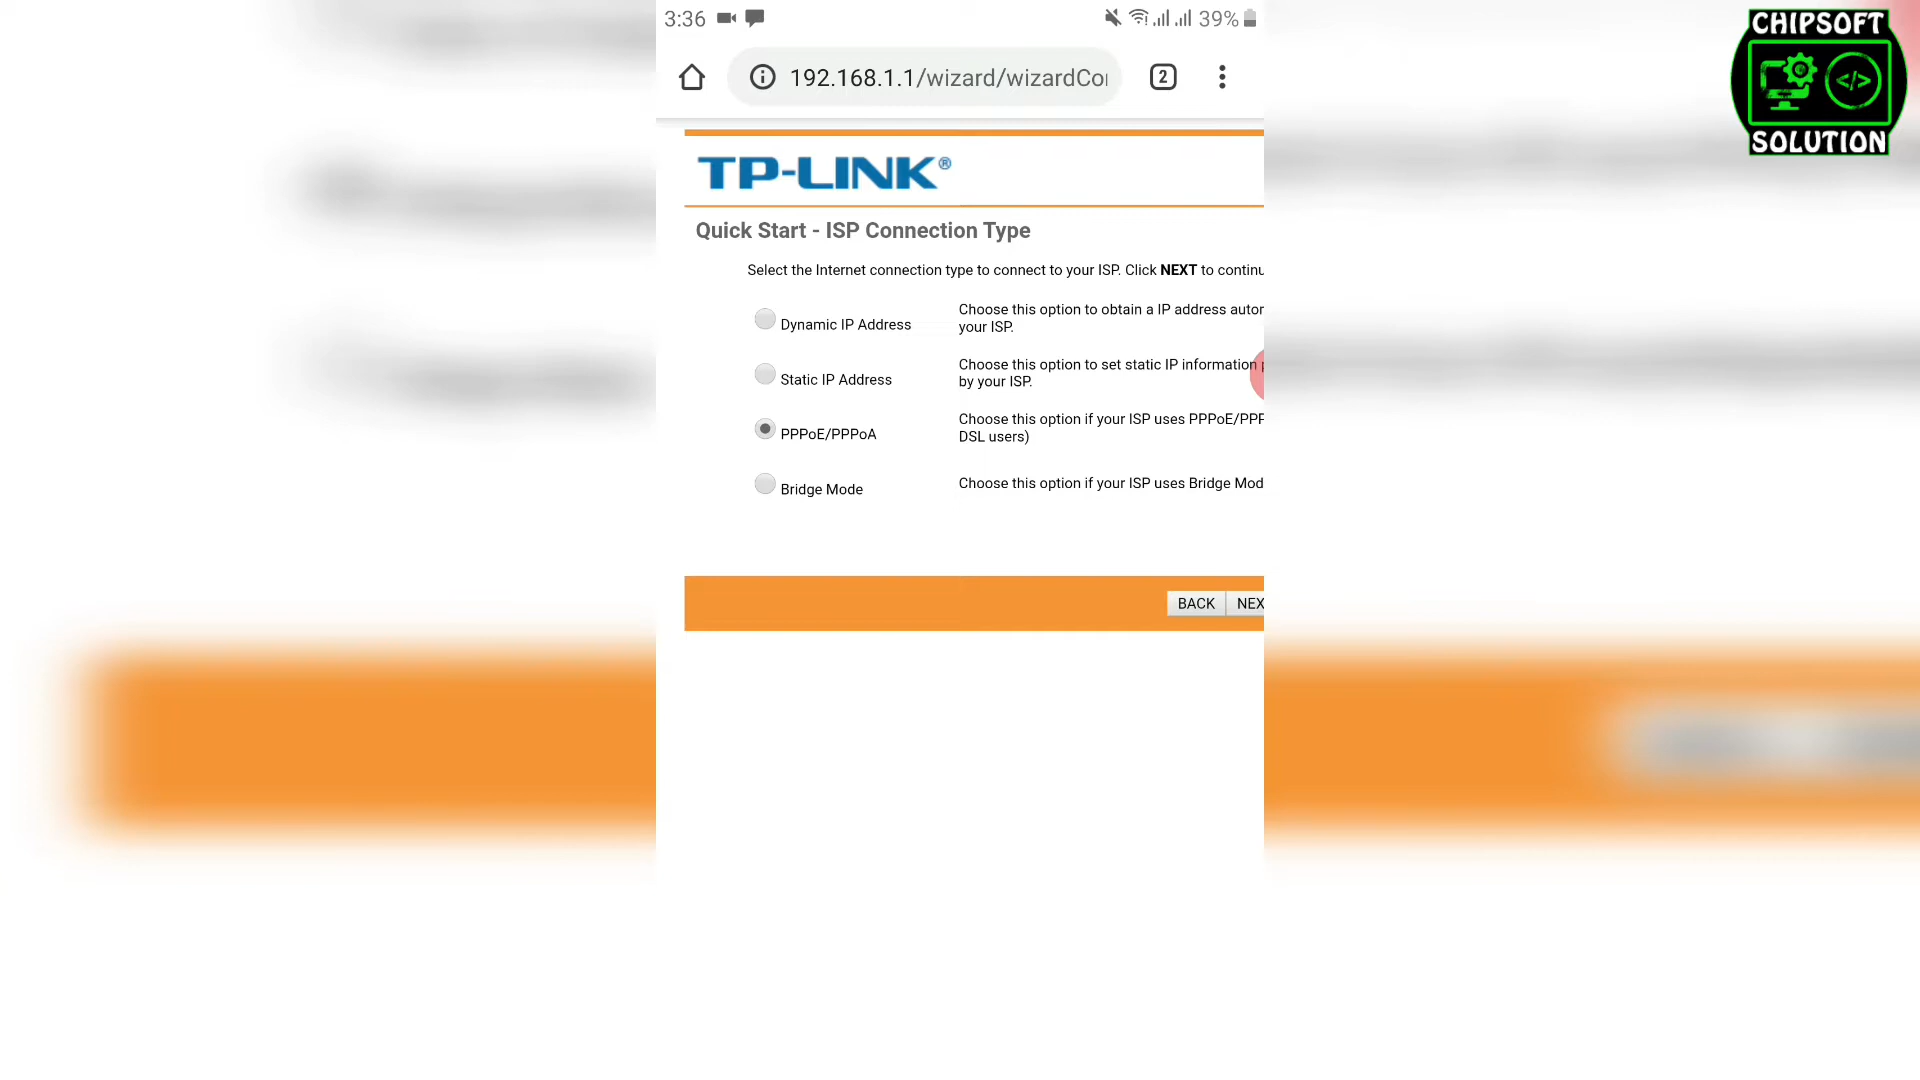 3:36
39%
CHIPSOFT
</>
SOLUTION
192.168.1.1/wizard/wizardCo
2
TP-LINK®
Quick Start - ISP Connection Type
Select the Internet connection type to connect to your ISP. Click NEXT to continu
Dynamic IP Address
Choose this option to obtain a IP address autor
your ISP.
Static IP Address
Choose this option to set static IP information p
by your ISP.
PPPoE/PPPoA
Choose this option if your ISP uses PPPoE/PPP
DSL users)
Bridge Mode
Choose this option if your ISP uses Bridge Mod
BACK
NEX